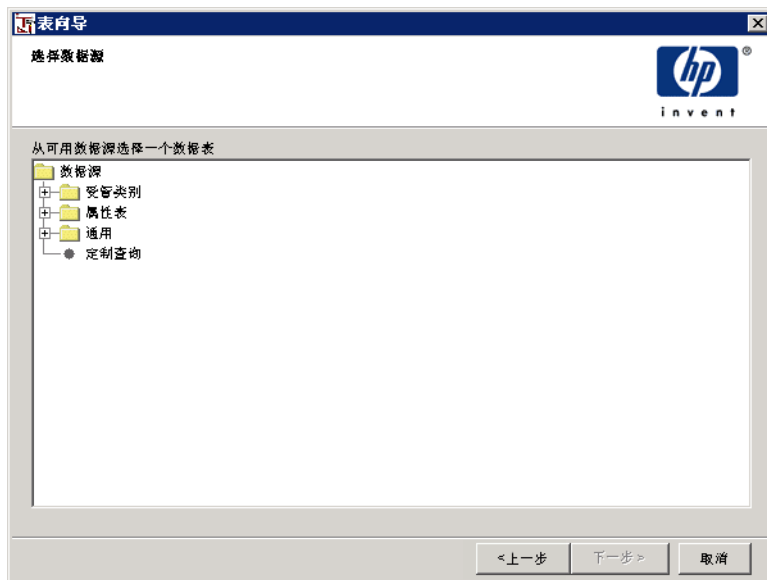 表向导
选择数据源
hp
®
invent
从可用数据源选择一个数据表
数据源
受管类别
属性表
通用
定制查询
<上一步
下一步>
取消